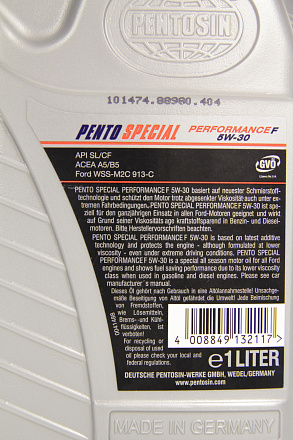 PENTOSIN
101474.88980.404
PENTO SPECIAL PERFORMANCE F
5W-30
API SL/CF
ACEA A5/B5
Ford WSS-M2C 913-C
GVÖ
PENTO SPECIAL PERFORMANCE F 5W-30 basiert auf neuester Schmierstoff-
technologie und schützt den Motor trotz abgesenkter Viskosität auch unter ex-
tremen Fahrbedingungen. PENTO SPECIAL PERFORMANCE F 5W-30 ist spe-
ziell für den ganzjährigen Einsatz in allen Ford-Motoren geeignet und wirkt
auf Grund seiner Viskositätslage kraftstoffsparend in Benzin- und Diesel-
motoren. Bitte Herstellervorschriften beachten.
PENTO SPECIAL PERFORMANCE F 5W-30 is based on latest additive
technology and protects the engine - although formulated at lower
viscosity - even under extreme driving conditions. PENTO SPECIAL
PERFORMANCE F 5W-30 is a special all season motor oil for all Ford
engines and shows fuel saving performance due to its lower viscosity
class when used in gasoline and diesel engines. Please see car
manufacturer´s manual.
Dieses Öl gehört nach Gebrauch in eine Altölannahmestelle! Unsachge-
mäße Beseitigung von Altöl gefährdet die Umwelt! Jede Beimischung
von Fremdstoffen,
wie Lösemitteln,
Brems- und Kühl-
flüssigkeiten, ist
verboten!
For recycling or
disposal of used
oil please check your local and
federal regulations.
4 008849 132117 >
e 1 LITER
DEUTSCHE PENTOSIN-WERKE GMBH, WEDEL/GERMANY
www.pentosin.com
MADE IN GERMANY